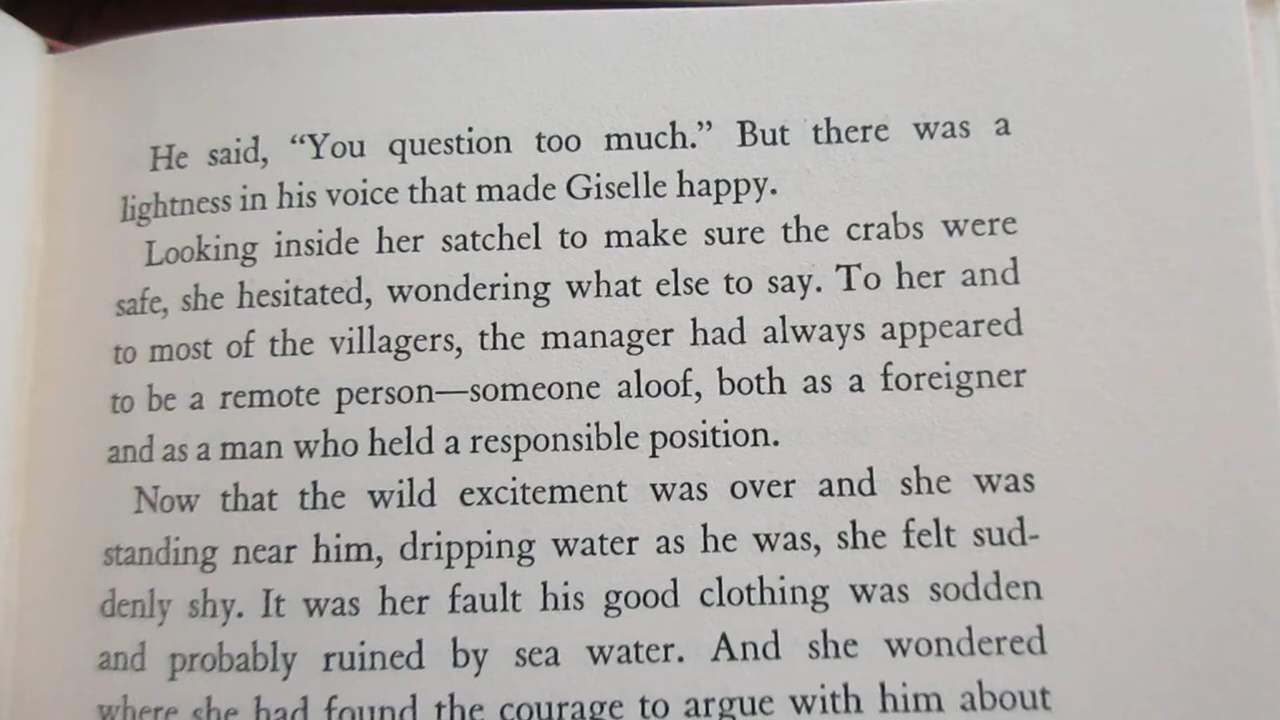 He said, “You question too much.” But there was a
lightness in his voice that made Giselle happy.
Looking inside her satchel to make sure the crabs were
safe, she hesitated, wondering what else to say. To her and
to most of the villagers, the manager had always appeared
to be a remote person—someone aloof, both as a foreigner
and as a man who held a responsible position.
Now that the wild excitement was over and she was
standing near him, dripping water as he was, she felt sud-
denly shy. It was her fault his good clothing was sodden
and probably ruined by sea water. And she wondered
where she had found the courage to argue with him about